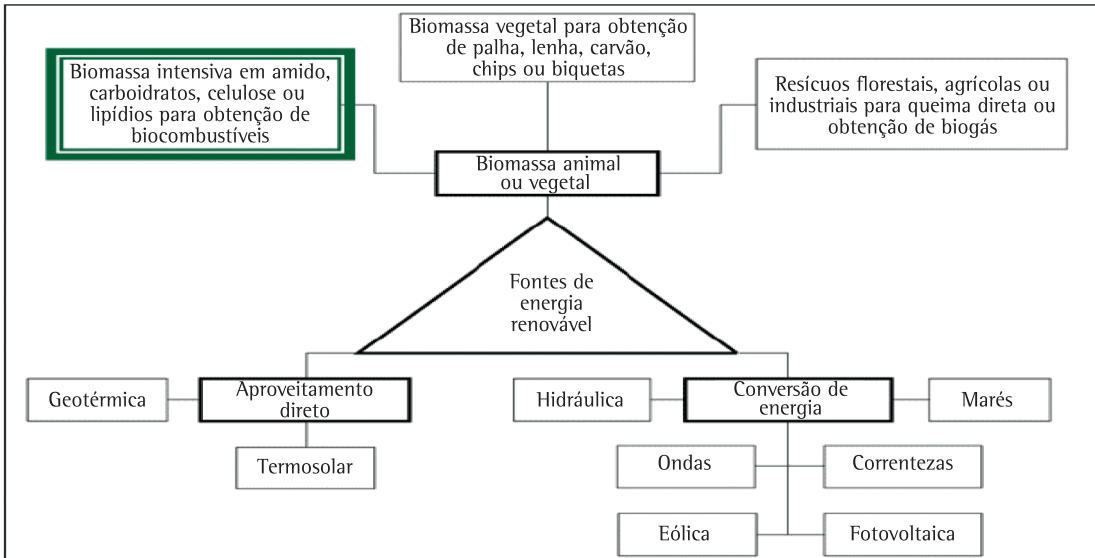 Biomassa vegetal para obtenção
de palha, lenha, carvão,
chips ou biquetas
Biomassa intensiva em amido,
carboidratos, celulose ou
lipídios para obtenção de
biocombustíveis
Resícuos florestais, agrícolas ou
industriais para queima direta ou
obtenção de biogás
Biomassa animal
ou vegetal
Fontes de
energia
renovável
Geotérmica
Aproveitamento
direto
Termosolar
Hidráulica
Conversão de
energia
Marés
Ondas
Correntezas
Eólica
Fotovoltaica